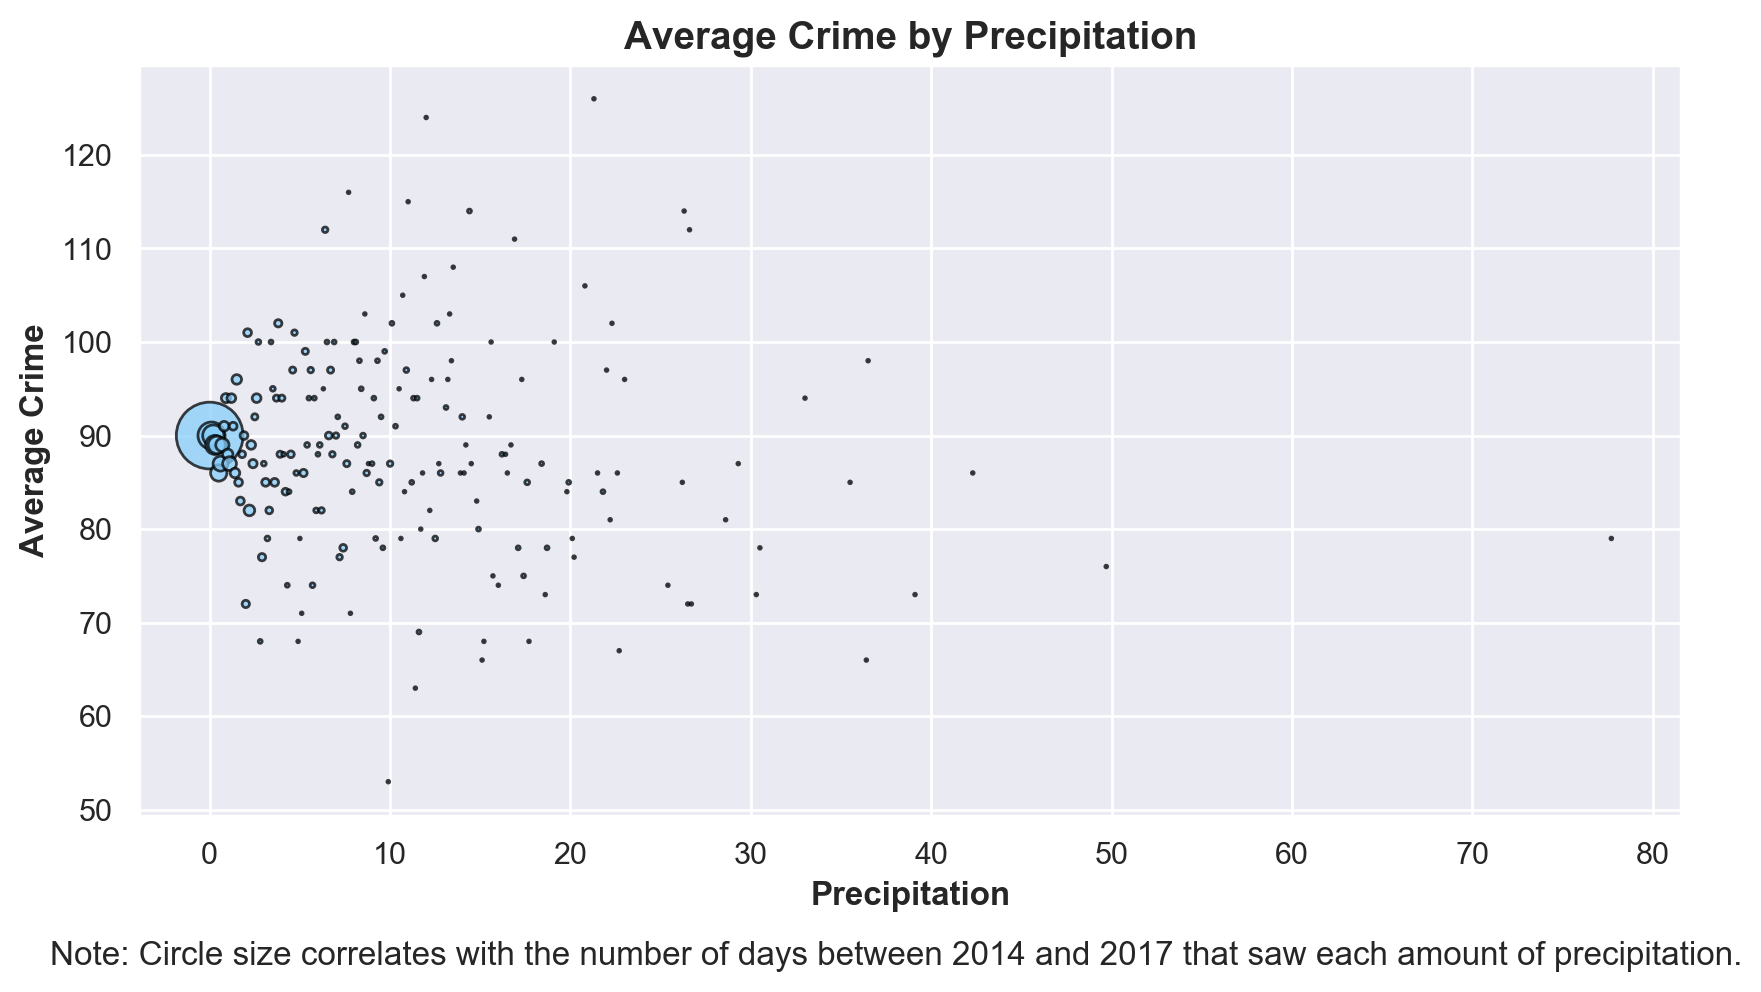 Average Crime by Precipitation
Average Crime
120
110
100
90
80
70
60
50
0 10 20 30 40 50 60 70 80
Precipitation
Note: Circle size correlates with the number of days between 2014 and 2017 that saw each amount of precipitation.